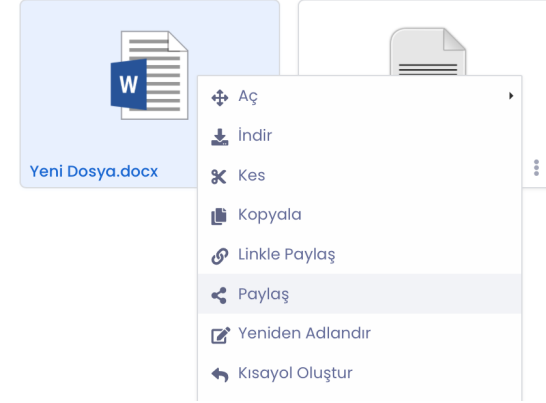 W
Yeni Dosya.docx
Aç
İndir
Kes
Kopyala
Linkle Paylaş
Paylaş
Yeniden Adlandır
Kısayol Oluştur